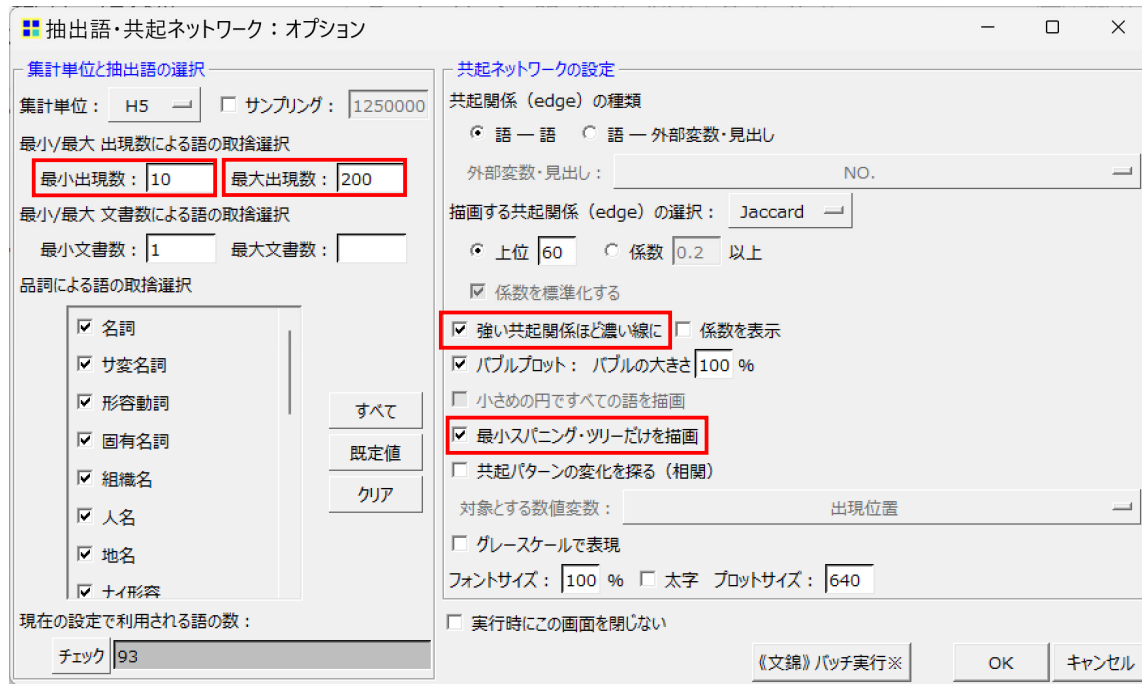 抽出語・共起ネットワーク：オプション
集計単位と抽出語の選択
集計単位： H5 サンプリング： 1250000
最小/最大 出現数による語の取捨選択
最小出現数： 10 最大出現数： 200
最小/最大 文書数による語の取捨選択
最小文書数： 1 最大文書数：
品詞による語の取捨選択
名詞
サ変名詞
形容動詞
固有名詞
組織名
人名
地名
ナイ形容
すべて
既定値
クリア
現在の設定で利用される語の数：
チェック 93
共起ネットワークの設定
共起関係（edge）の種類
語 ― 語 語 ― 外部変数・見出し
外部変数・見出し： NO.
描画する共起関係（edge）の選択： Jaccard
上位 60 係数 0.2 以上
係数を標準化する
強い共起関係ほど濃い線に 係数を表示
バブルプロット： バブルの大きさ 100 %
小さめの円ですべての語を描画
最小スパニング・ツリーだけを描画
共起パターンの変化を探る（相関）
対象とする数値変数： 出現位置
グレースケールで表現
フォントサイズ： 100 % 太字 プロットサイズ： 640
実行時にこの画面を閉じない
《文錦》バッチ実行※ OK キャンセル